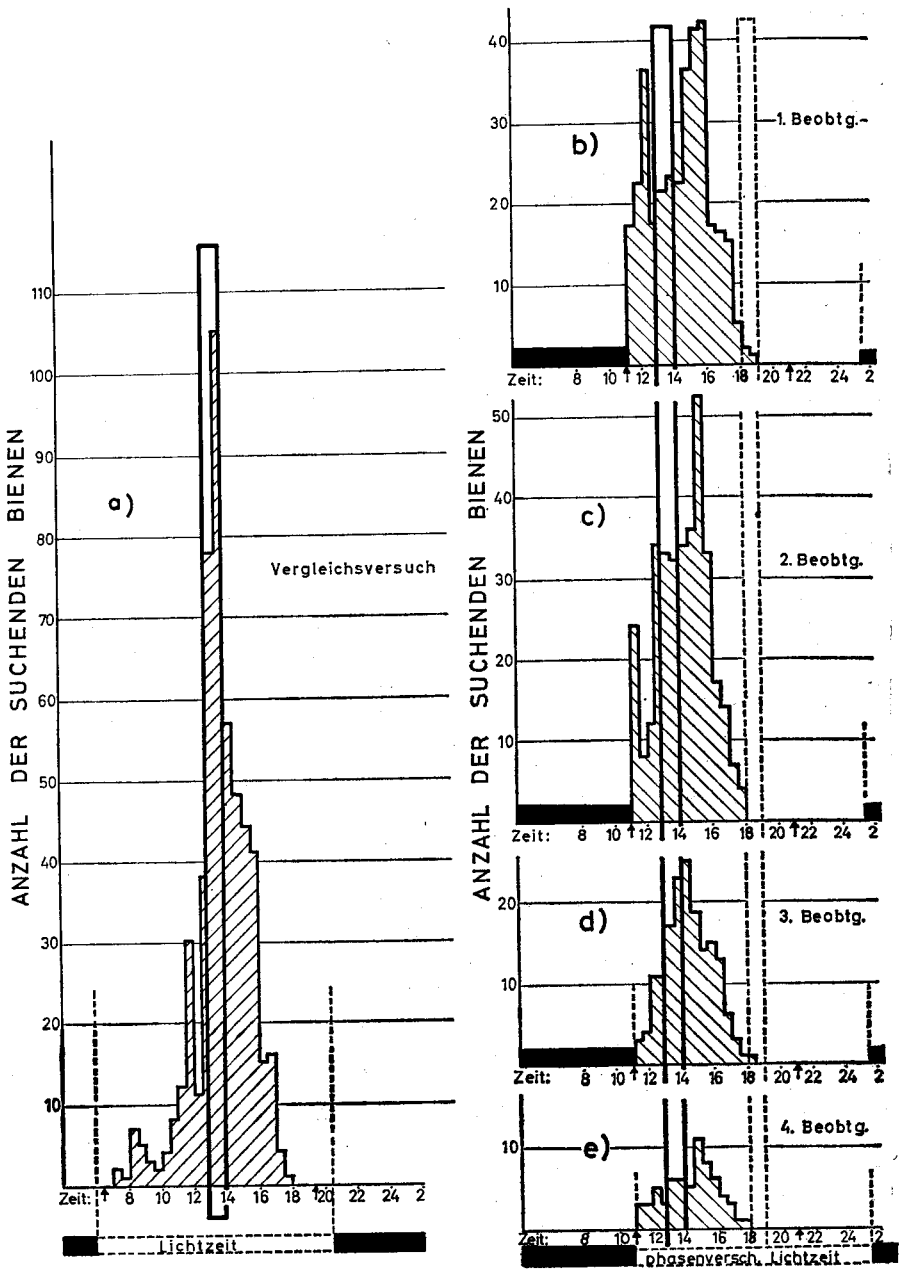 ANZAHL DER SUCHENDEN BIENEN
110
100
90
80
70
60
50
40
30
20
10
a)
Vergleichsversuch
Zeit: 8 10 12 14 16 18 20 22 24 2
Lichtzeit
ANZAHL DER SUCHENDEN BIENEN
40
30
20
10
b)
1. Beobtg.
Zeit: 8 10 12 14 16 18 20 22 24 2
50
40
30
20
10
c)
2. Beobtg.
Zeit: 8 10 12 14 16 18 20 22 24 2
20
10
d)
3. Beobtg.
Zeit: 8 10 12 14 16 18 20 22 24 2
10
e)
4. Beobtg.
Zeit: 8 10 12 14 16 18 20 22 24 2
phasenversch. Lichtzeit